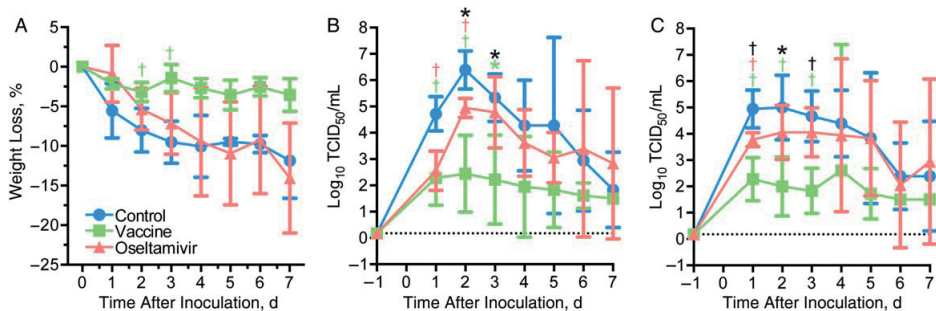 A
B
C
5
0
−5
−10
−15
−20
−25
Weight Loss, %
Control
Vaccine
Oseltamivir
0 1 2 3 4 5 6 7
Time After Inoculation, d
† †
8
7
6
5
4
3
2
1
0
−1
Log10 TCID50/mL
−1 0 1 2 3 4 5 6 7
Time After Inoculation, d
*
†
† *
† † *
8
7
6
5
4
3
2
1
0
−1
Log10 TCID50/mL
−1 0 1 2 3 4 5 6 7
Time After Inoculation, d
† * †
†
† † †